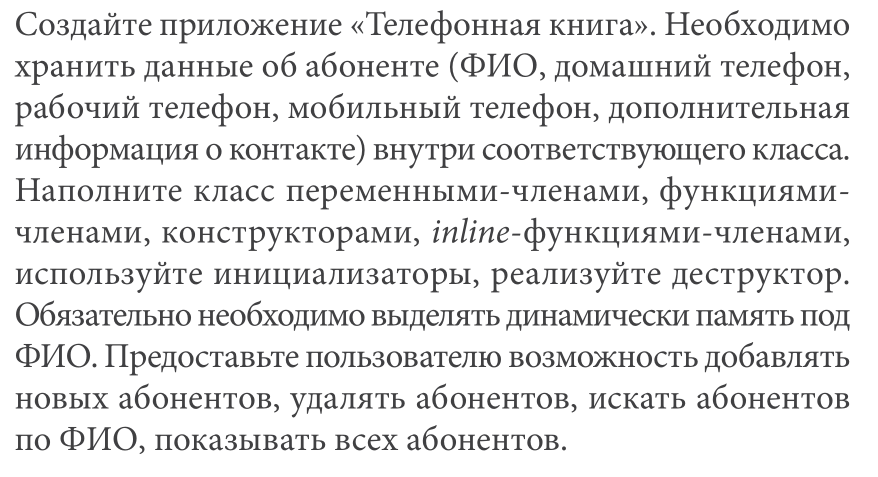 Создайте приложение «Телефонная книга». Необходимо
хранить данные об абоненте (ФИО, домашний телефон,
рабочий телефон, мобильный телефон, дополнительная
информация о контакте) внутри соответствующего класса.
Наполните класс переменными-членами, функциями-
членами, конструкторами, inline-функциями-членами,
используйте инициализаторы, реализуйте деструктор.
Обязательно необходимо выделять динамически память под
ФИО. Предоставьте пользователю возможность добавлять
новых абонентов, удалять абонентов, искать абонентов
по ФИО, показывать всех абонентов.